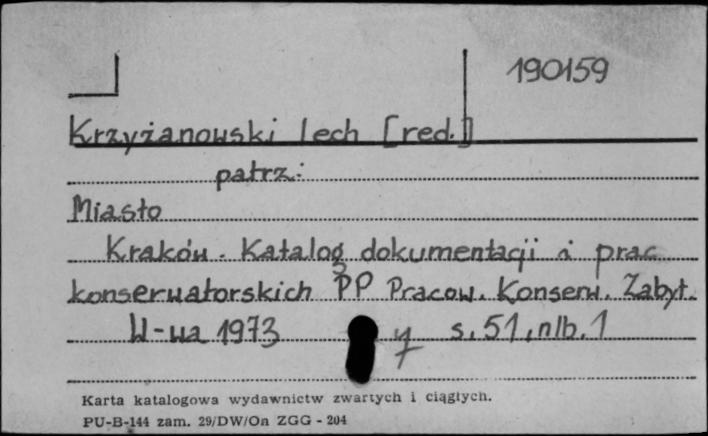 190159
Krzyżanowski Lech [red.]
patrz:
Miasto
Kraków. Katalog dokumentacji i prac
konserwatorskich PP Pracow. Konserw. Zabyt.
W-wa 1973 s. 51, nlb. 1
Karta katalogowa wydawnictw zwartych i ciągłych.
PU-B-144 zam. 29/DW/On ZGG - 204